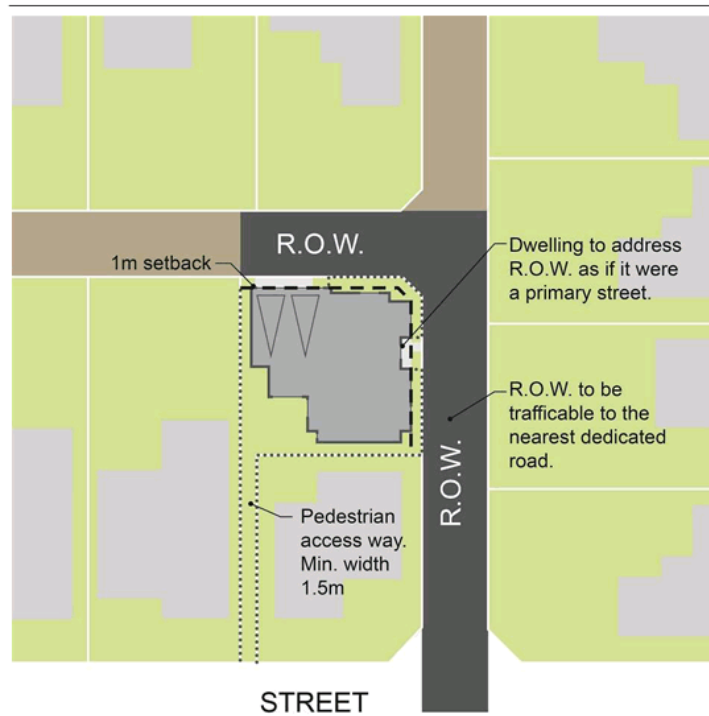 R.O.W.
1m setback
Dwelling to address
R.O.W. as if it were
a primary street.
R.O.W. to be
trafficable to the
nearest dedicated
road.
R.O.W.
Pedestrian
access way.
Min. width
1.5m
STREET